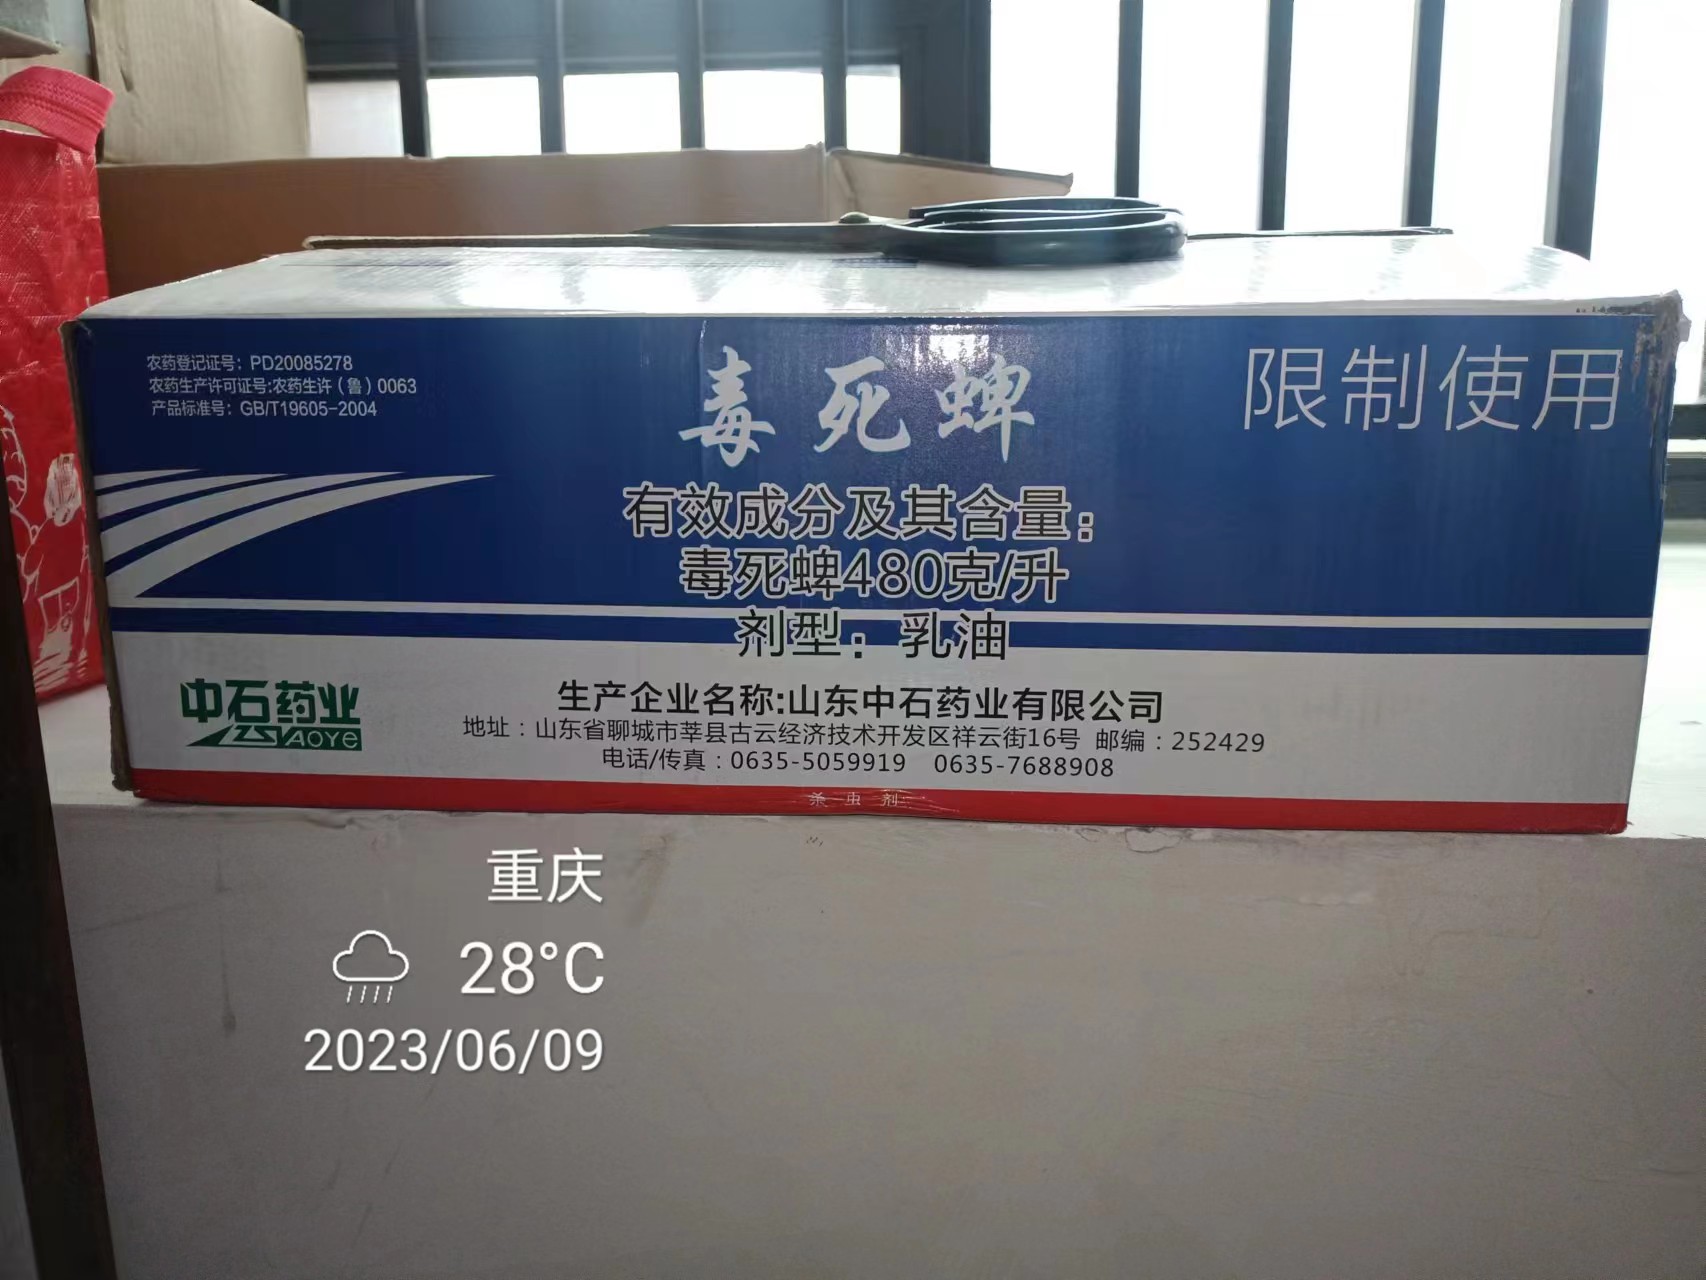 农药登记证号：PD20085278
农药生产许可证号:农药生许（鲁）0063
产品标准号：GB/T19605-2004
毒死蜱
限制使用
有效成分及其含量：
毒死蜱480克/升
剂型：乳油
中石药业
YAOYE
生产企业名称:山东中石药业有限公司
地址：山东省聊城市莘县古云经济技术开发区祥云街16号 邮编：252429
电话/传真：0635-5059919 0635-7688908
杀虫剂
重庆
28°C
2023/06/09